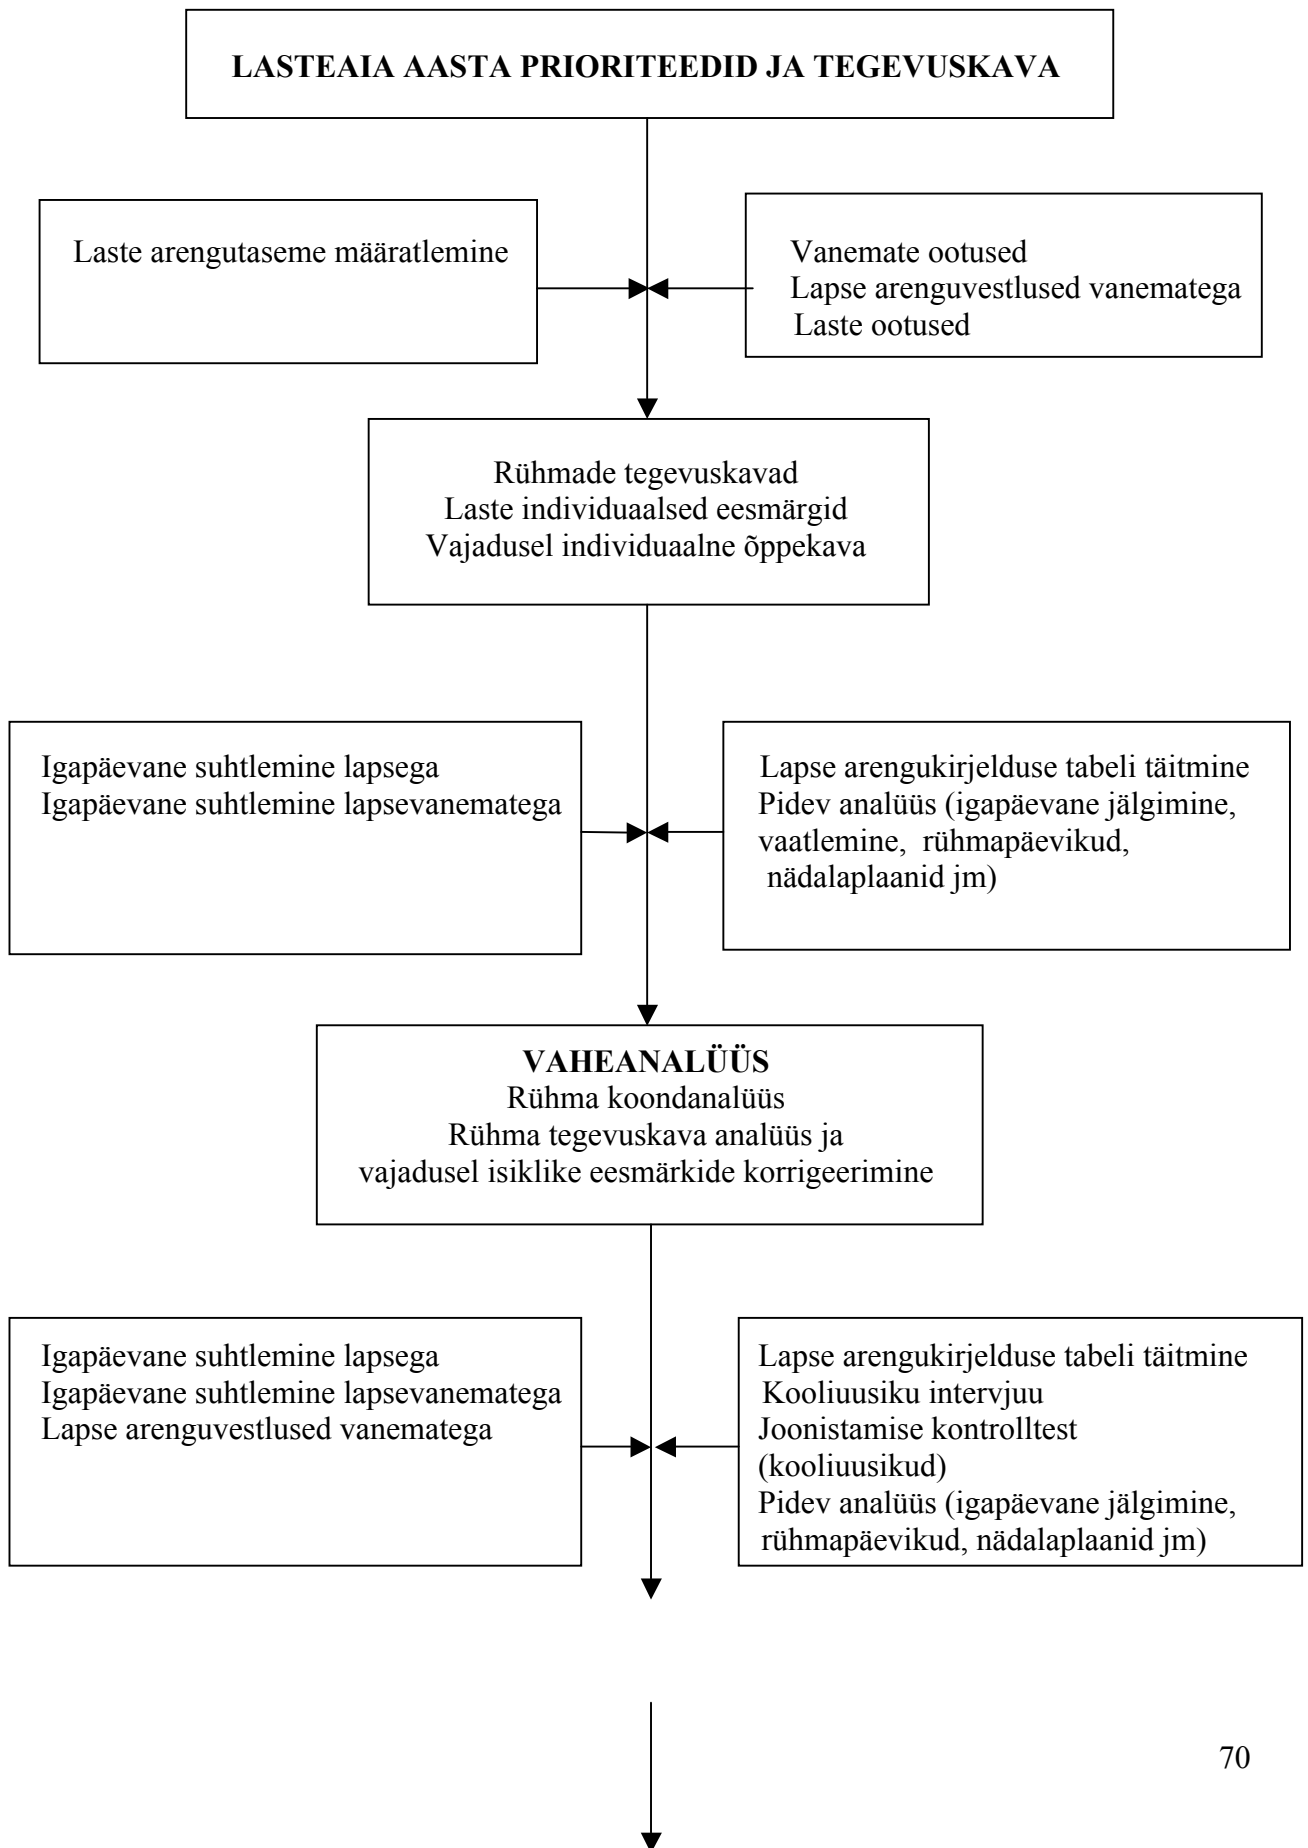 LASTEAIA AASTA PRIORITEEDID JA TEGEVUSKAVA
Laste arengutaseme määratlemine
Vanemate ootused
Lapse arenguvestlused vanematega
Laste ootused
Rühmade tegevuskavad
Laste individuaalsed eesmärgid
Vajadusel individuaalne õppekava
Igapäevane suhtlemine lapsega
Igapäevane suhtlemine lapsevanematega
Lapse arengukirjelduse tabeli täitmine
Pidev analüüs (igapäevane jälgimine,
vaatlemine, rühmapäevikud,
nädalaplaanid jm)
VAHEANALÜÜS
Rühma koondanalüüs
Rühma tegevuskava analüüs ja
vajadusel isiklike eesmärkide korrigeerimine
Igapäevane suhtlemine lapsega
Igapäevane suhtlemine lapsevanematega
Lapse arenguvestlused vanematega
Lapse arengukirjelduse tabeli täitmine
Kooliuusiku intervjuu
Joonistamise kontrolltest
(kooliuusikud)
Pidev analüüs (igapäevane jälgimine,
rühmapäevikud, nädalaplaanid jm)
70